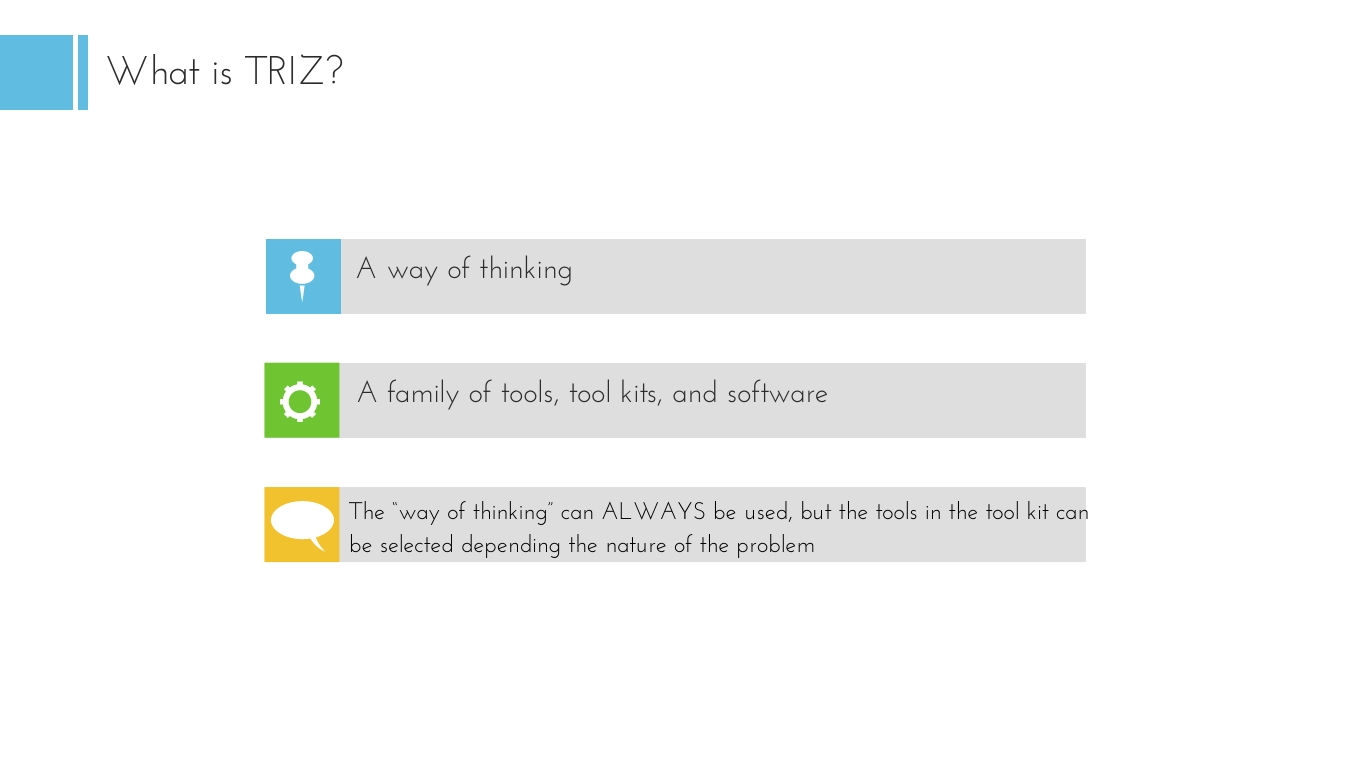 What is TRIZ?
A way of thinking
A family of tools, tool kits, and software
The “way of thinking” can ALWAYS be used, but the tools in the tool kit can
be selected depending the nature of the problem